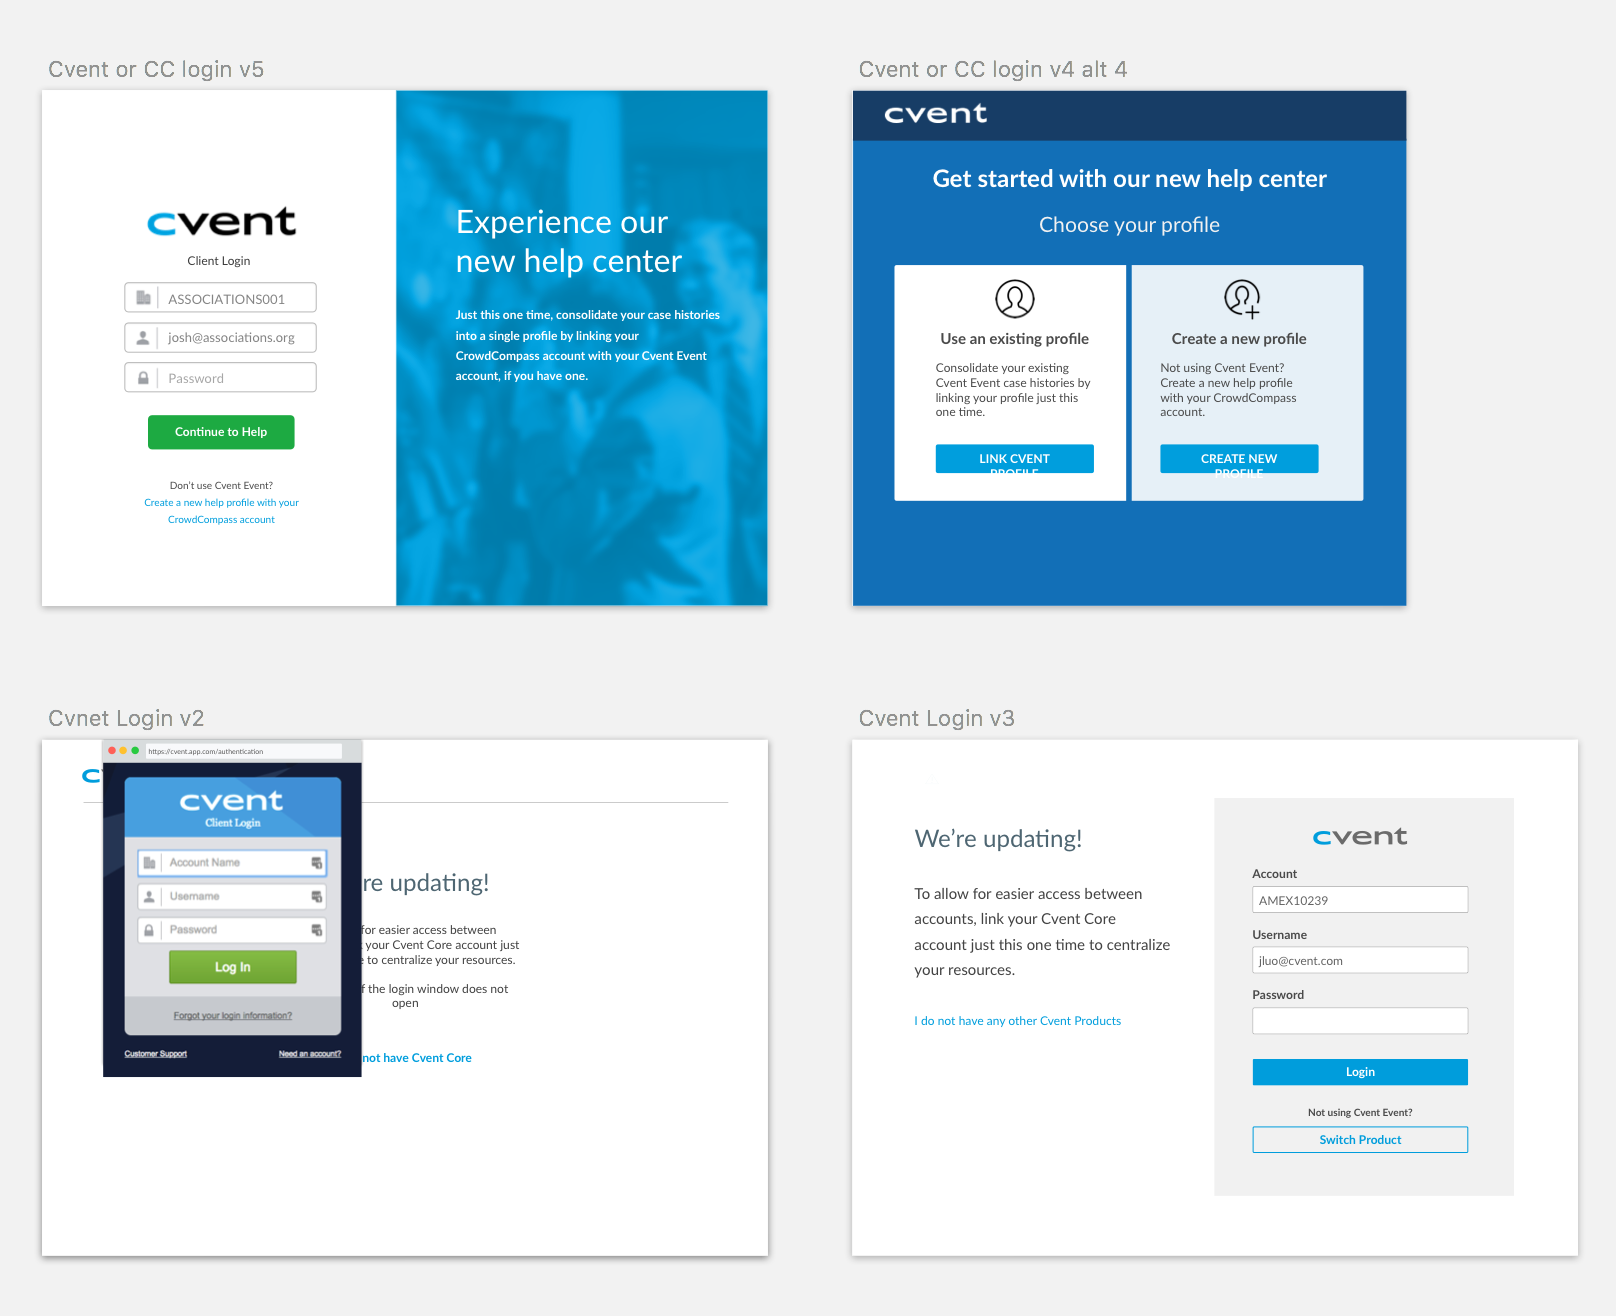 Cvent or CC login v5
cvent
Client Login
ASSOCIATIONS001
josh@associations.org
Password
Continue to Help
Don't use Cvent Event?
Create a new help profile with your
CrowdCompass account
Experience our
new help center
Just this one time, consolidate your case histories
into a single profile by linking your
CrowdCompass account with your Cvent Event
account, if you have one.
Cvent or CC login v4 alt 4
cvent
Get started with our new help center
Choose your profile
Use an existing profile
Consolidate your existing
Cvent Event case histories by
linking your profile just this
one time.
LINK CVENT
PROFILE
Create a new profile
Not using Cvent Event?
Create a new help profile
with your CrowdCompass
account.
CREATE NEW
PROFILE
Cvnet Login v2
c
https://cvent.app.com/authentication
cvent
Client Login
Account Name
Username
Password
Log In
Forgot your login information?
Customer Support
Need an account?
re updating!
for easier access between
your Cvent Core account just
e to centralize your resources.
f the login window does not
open
not have Cvent Core
Cvent Login v3
We're updating!
To allow for easier access between
accounts, link your Cvent Core
account just this one time to centralize
your resources.
I do not have any other Cvent Products
cvent
Account
AMEX10239
Username
jluo@cvent.com
Password
Login
Not using Cvent Event?
Switch Product